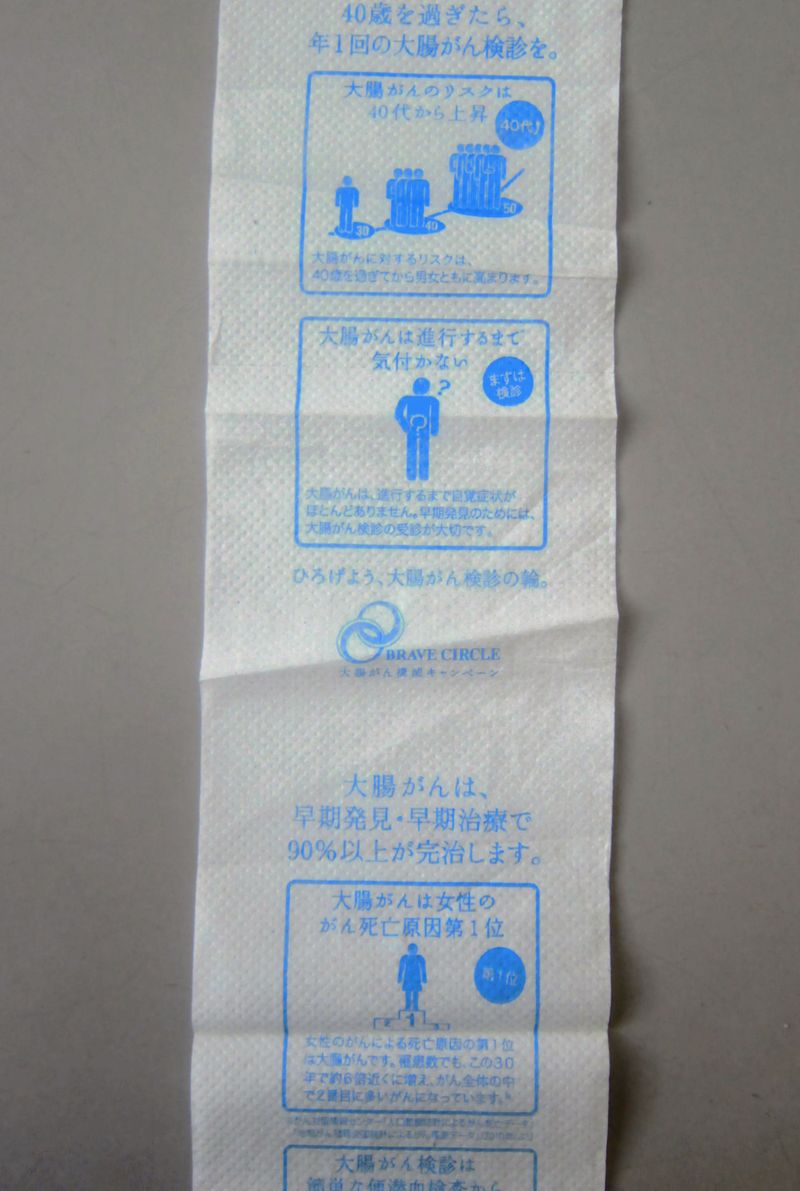 40歳を過ぎたら、
年1回の大腸がん検診を。
大腸がんのリスクは
40代から上昇
40代↑
30
40
50
大腸がんに対するリスクは、
40歳を過ぎてから男女ともに高まります。
大腸がんは進行するまで
気付かない
まずは
検診
?
?
大腸がんは、進行するまで自覚症状が
ほとんどありません。早期発見のためには、
大腸がん検診の受診が大切です。
ひろげよう、大腸がん検診の輪。
BRAVE CIRCLE
大腸がん撲滅キャンペーン
大腸がんは、
早期発見・早期治療で
90%以上が完治します。
大腸がんは女性の
がん死亡原因第1位
第1位
1
女性のがんによる死亡原因の第1位
は大腸がんです。罹患数でも、この30
年で約6倍近くに増え、がん全体の中
で2番目に多いがんになっています。
大腸がん検診は
簡単な便潜血検査から